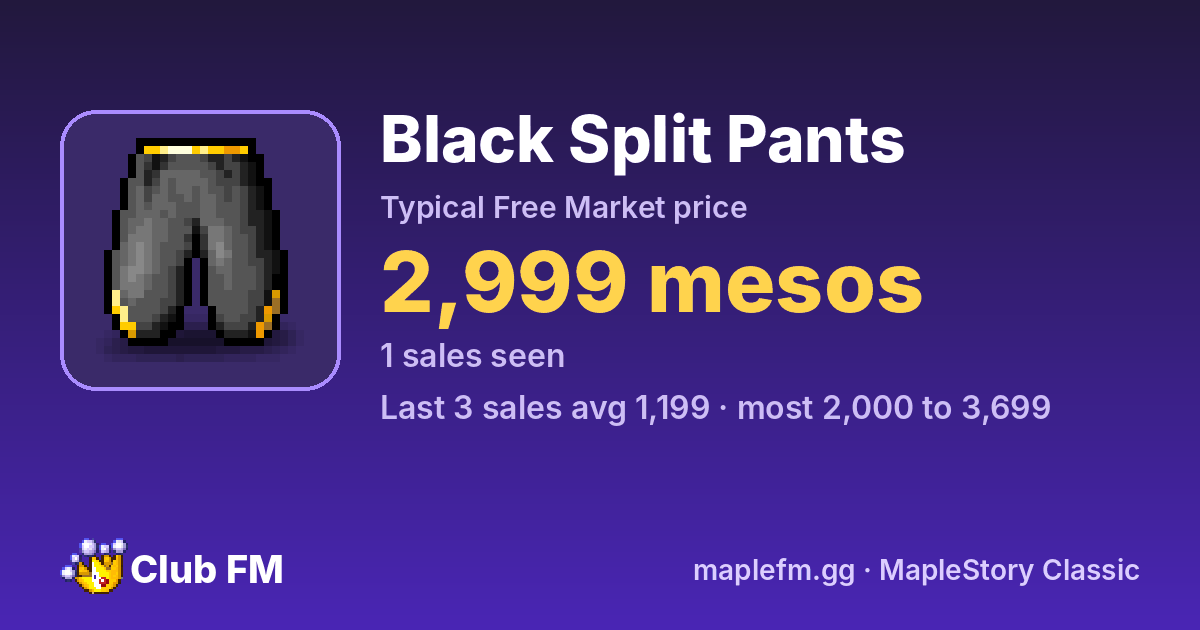 Black Split Pants
Typical Free Market price
2,999 mesos
1 sales seen
Last 3 sales avg 1,199 · most 2,000 to 3,699
Club FM
maplefm.gg · MapleStory Classic